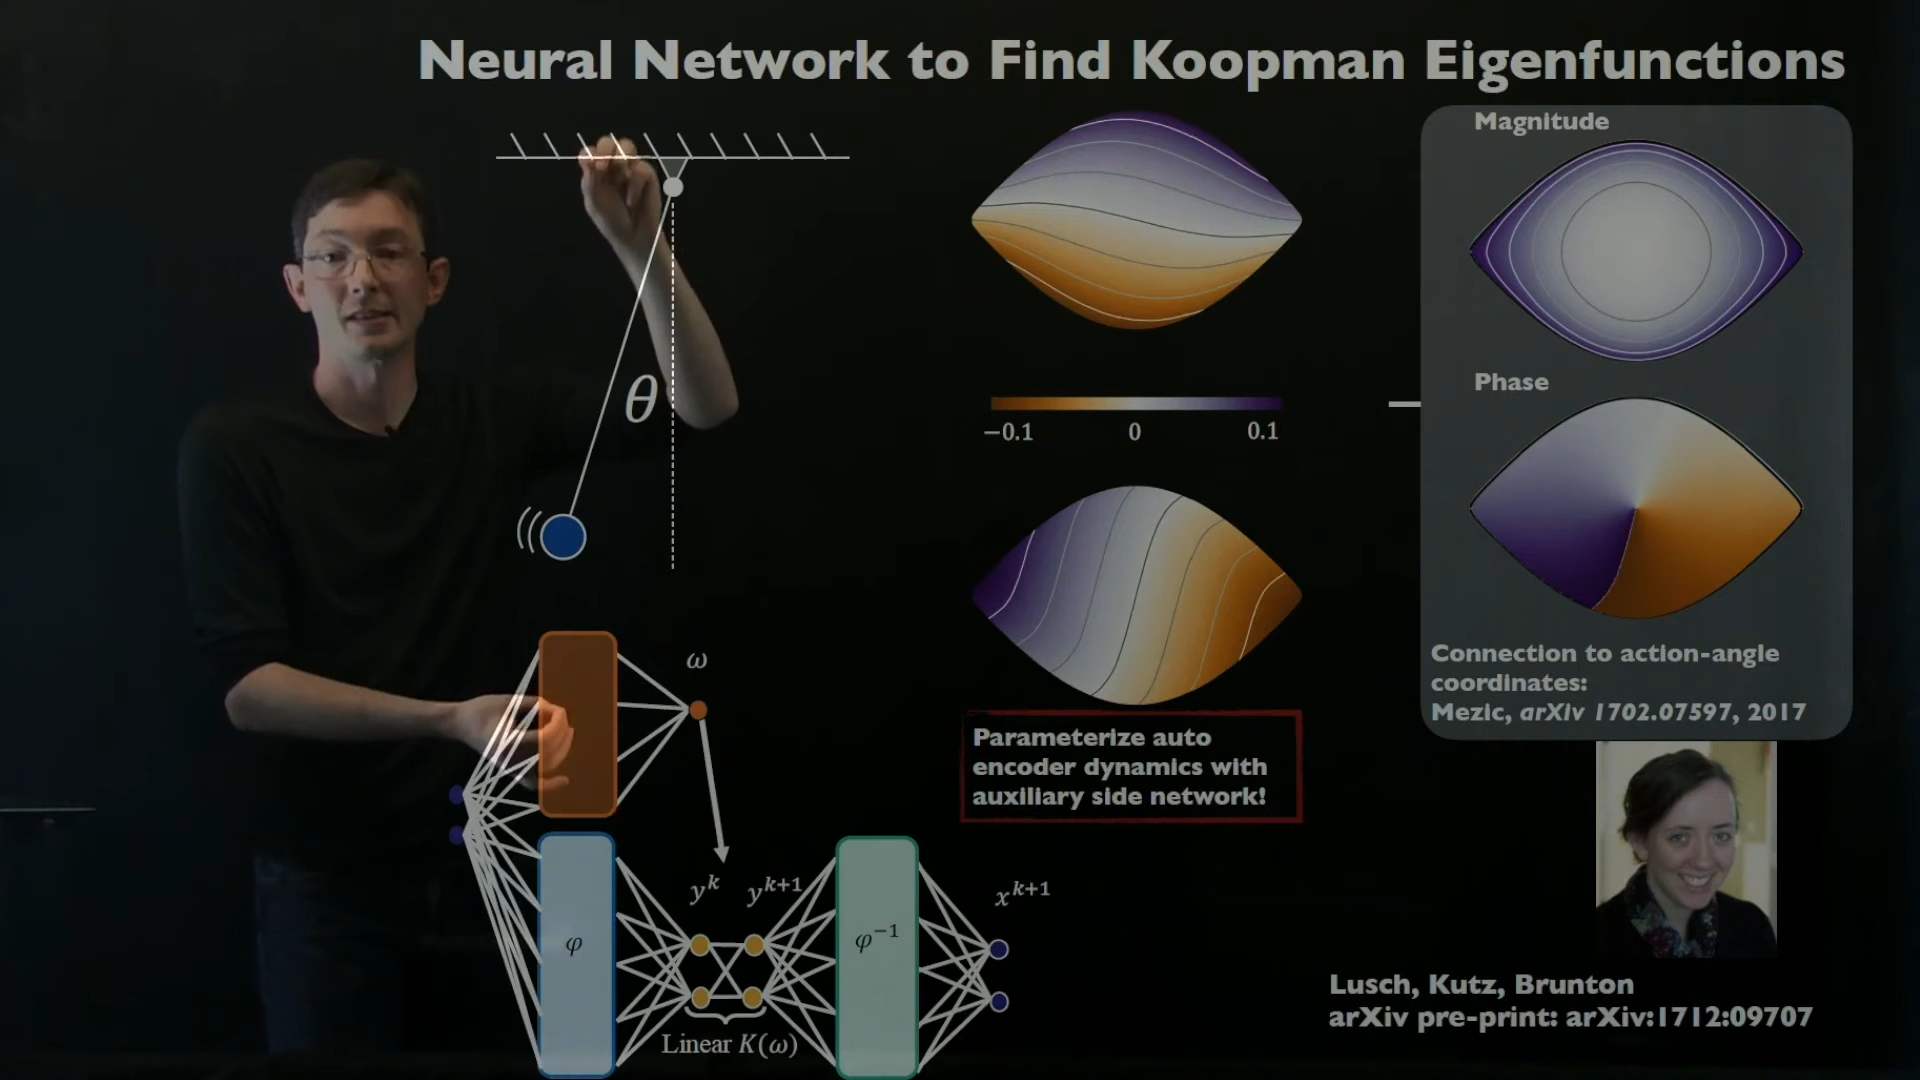 Neural Network to Find Koopman Eigenfunctions
Magnitude
θ
−0.1 0 0.1
Phase
Connection to action-angle
coordinates:
Mezic, arXiv 1702.07597, 2017
ω
Parameterize auto
encoder dynamics with
auxiliary side network!
y^k y^{k+1}
x^{k+1}
φ
φ^{−1}
Linear K(ω)
Lusch, Kutz, Brunton
arXiv pre-print: arXiv:1712:09707